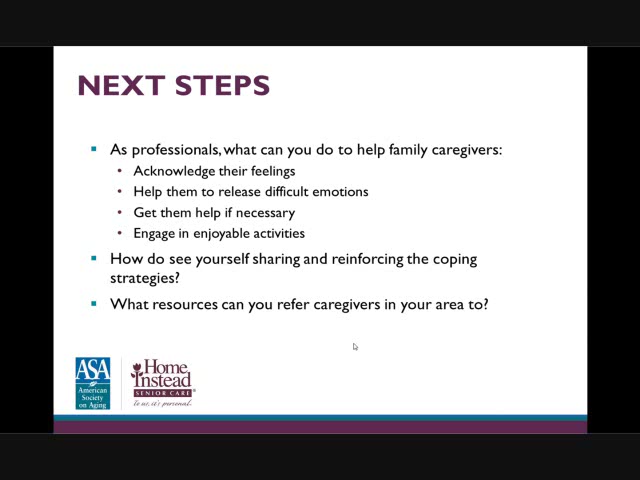 NEXT STEPS
As professionals, what can you do to help family caregivers:
Acknowledge their feelings
Help them to release difficult emotions
Get them help if necessary
Engage in enjoyable activities
How do see yourself sharing and reinforcing the coping
strategies?
What resources can you refer caregivers in your area to?
ASA
American
Society
on Aging
Home
Instead
SENIOR CARE
To us, it's personal.